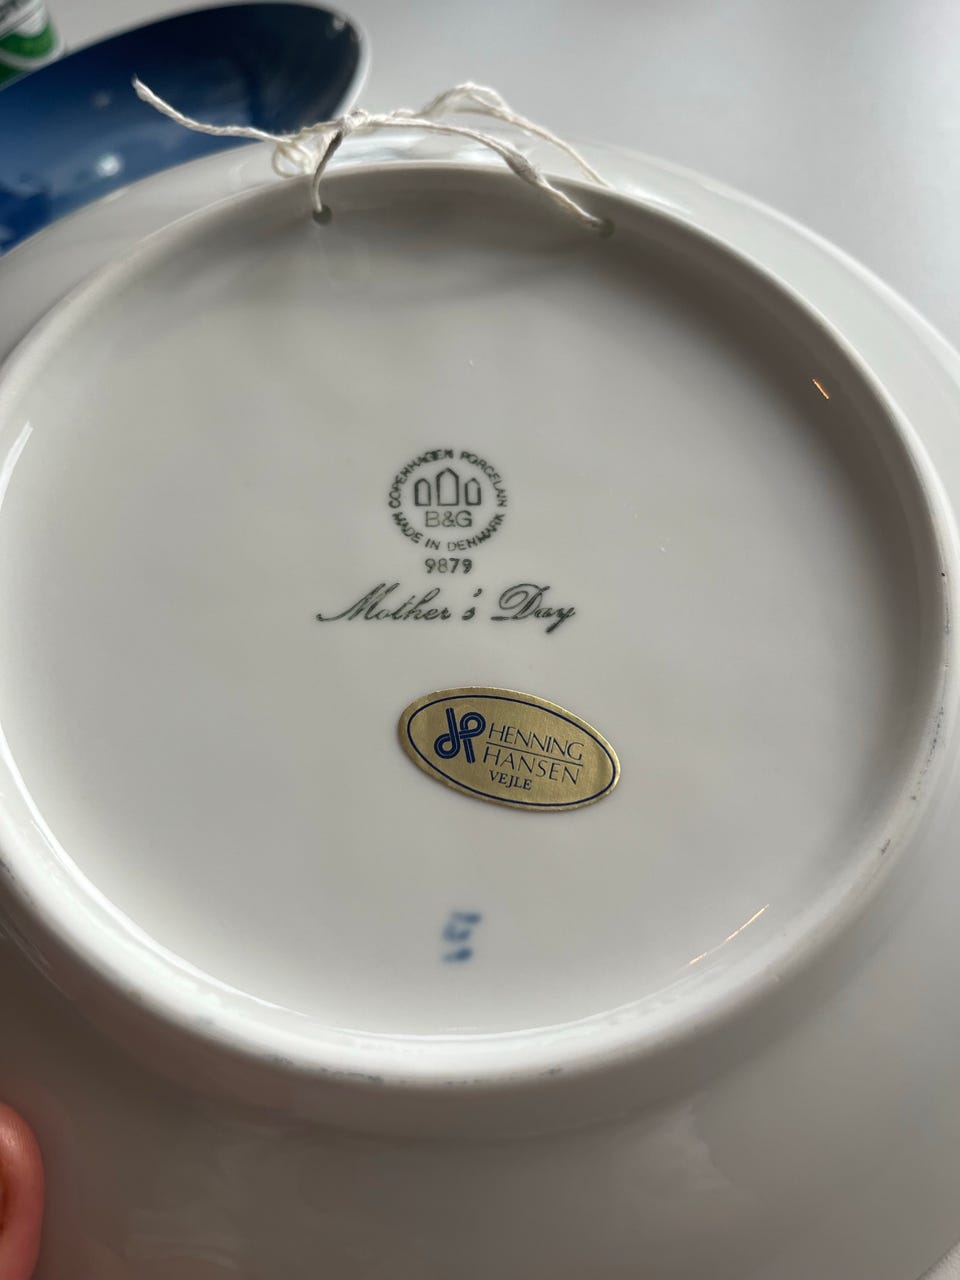 COPENHAGEN PORCELAIN
B&G
MADE IN DENMARK
9879
Mother's Day
HENNING
HANSEN
VEJLE